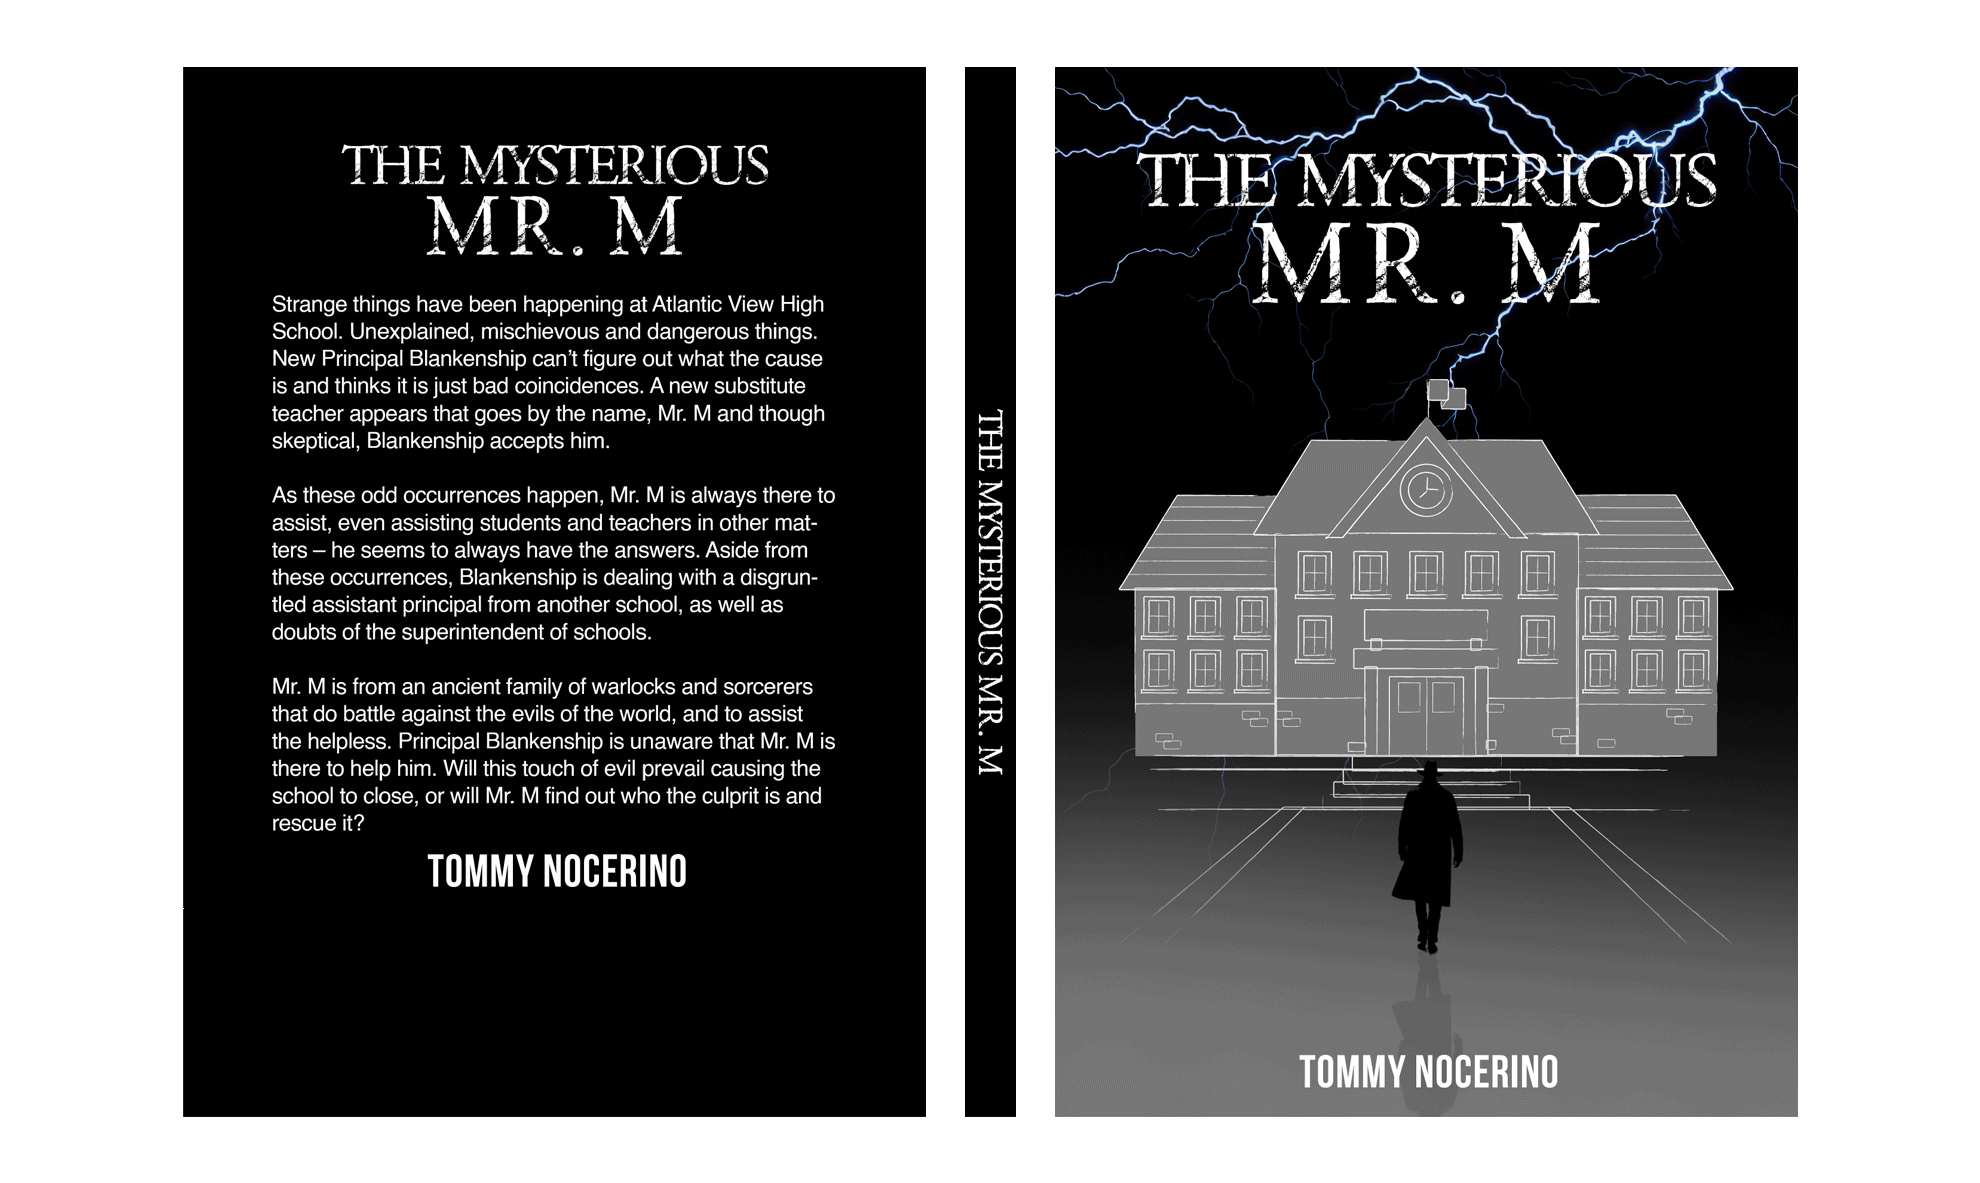 THE MYSTERIOUS
MR. M
Strange things have been happening at Atlantic View High
School. Unexplained, mischievous and dangerous things.
New Principal Blankenship can’t figure out what the cause
is and thinks it is just bad coincidences. A new substitute
teacher appears that goes by the name, Mr. M and though
skeptical, Blankenship accepts him.
As these odd occurrences happen, Mr. M is always there to
assist, even assisting students and teachers in other mat-
ters – he seems to always have the answers. Aside from
these occurrences, Blankenship is dealing with a disgrun-
tled assistant principal from another school, as well as
doubts of the superintendent of schools.
Mr. M is from an ancient family of warlocks and sorcerers
that do battle against the evils of the world, and to assist
the helpless. Principal Blankenship is unaware that Mr. M is
there to help him. Will this touch of evil prevail causing the
school to close, or will Mr. M find out who the culprit is and
rescue it?
TOMMY NOCERINO
THE MYSTERIOUS MR. M
THE MYSTERIOUS
MR. M
TOMMY NOCERINO